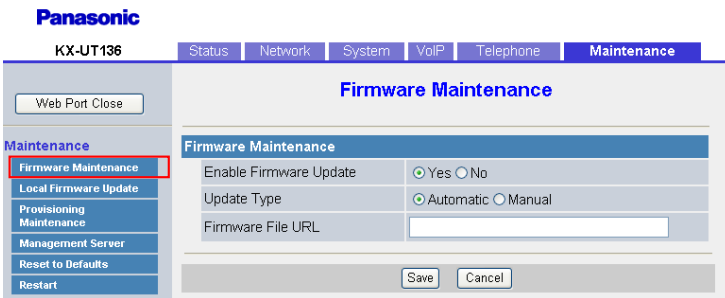 Panasonic
KX-UT136
Status Network System VoIP Telephone Maintenance
Web Port Close
Firmware Maintenance
Maintenance
Firmware Maintenance
Local Firmware Update
Provisioning
Maintenance
Management Server
Reset to Defaults
Restart
Firmware Maintenance
Enable Firmware Update Yes No
Update Type Automatic Manual
Firmware File URL
Save Cancel